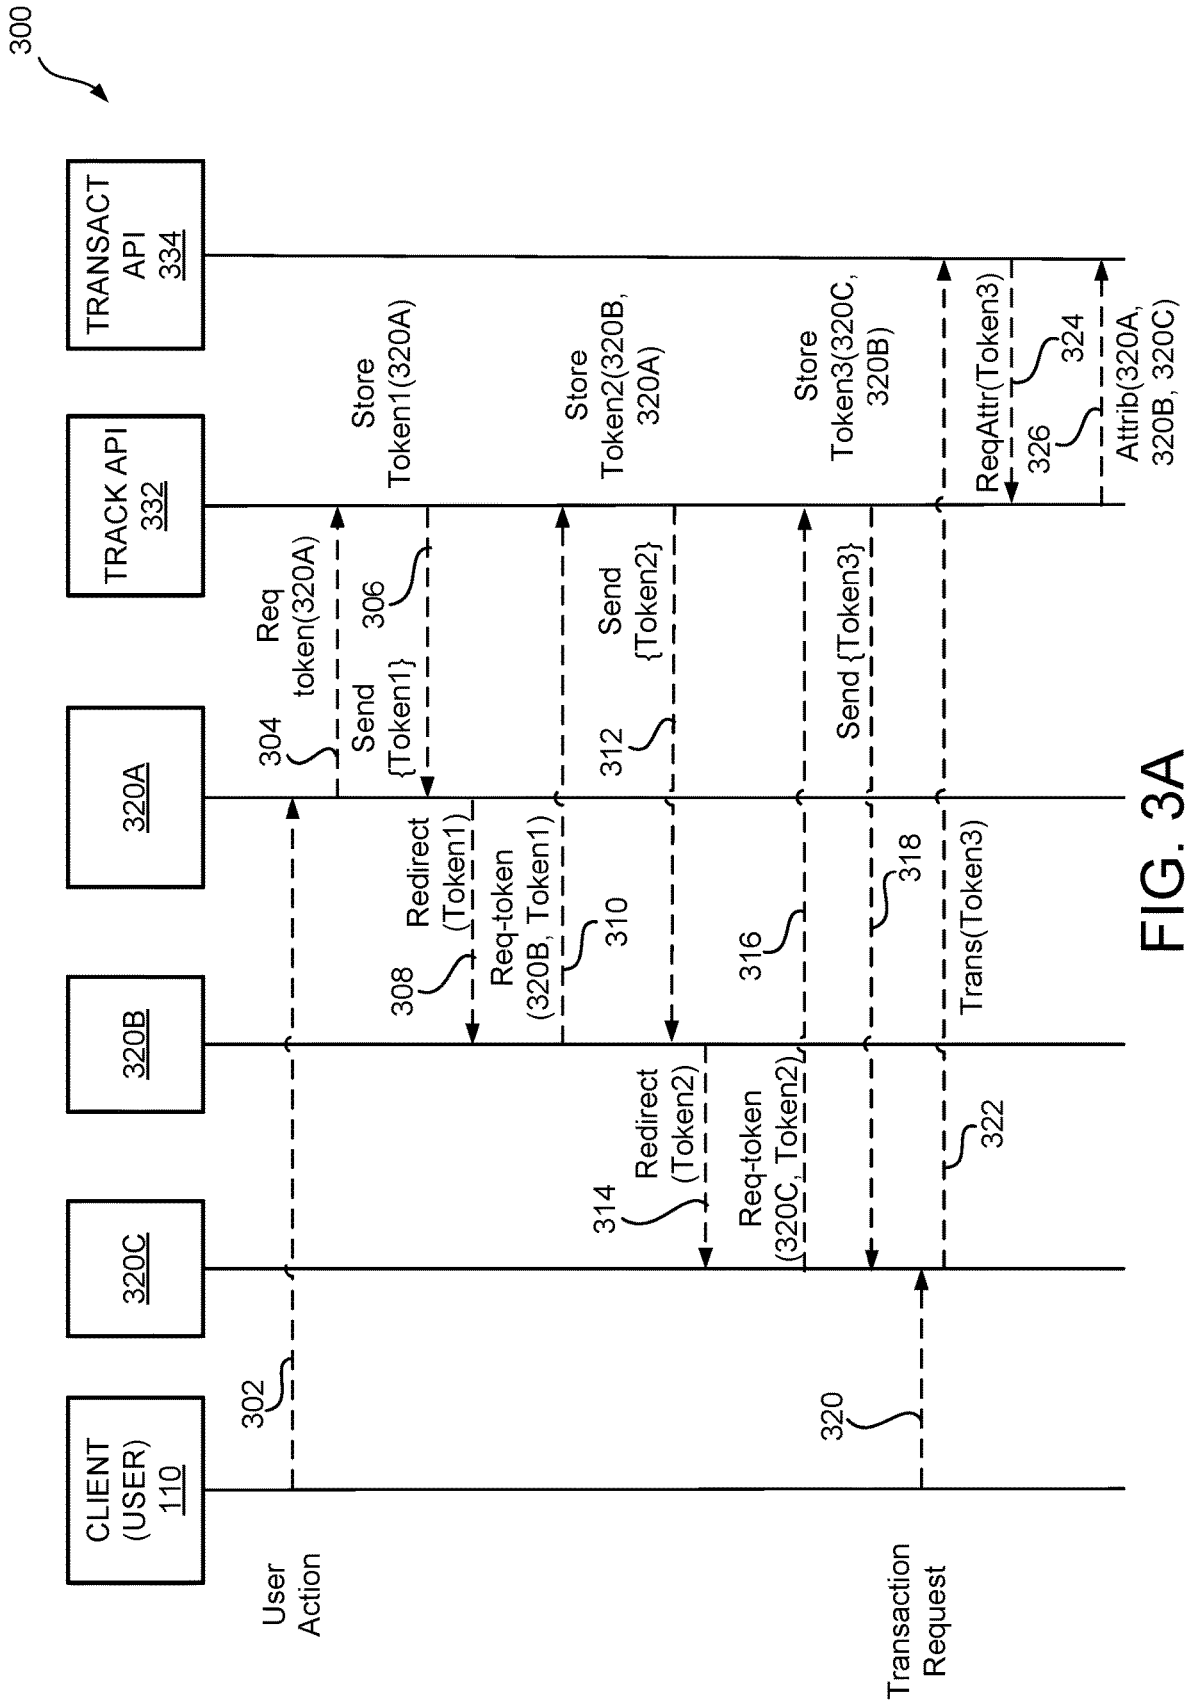 300
CLIENT
(USER)
110
320C
320B
320A
TRACK API
332
TRANSACT
API
334
User
Action
302
304
Req
token(320A)
Store
Token1(320A)
Send
{Token1}
306
308
Redirect
(Token1)
Req-token
(320B, Token1)
310
Store
Token2(320B,
320A)
Send
{Token2}
312
314
Redirect
(Token2)
Req-token
(320C, Token2)
316
Store
Token3(320C,
320B)
Send {Token3}
318
Transaction
Request
320
322
Trans(Token3)
ReqAttr(Token3)
324
326
Attrib(320A,
320B, 320C)
FIG. 3A